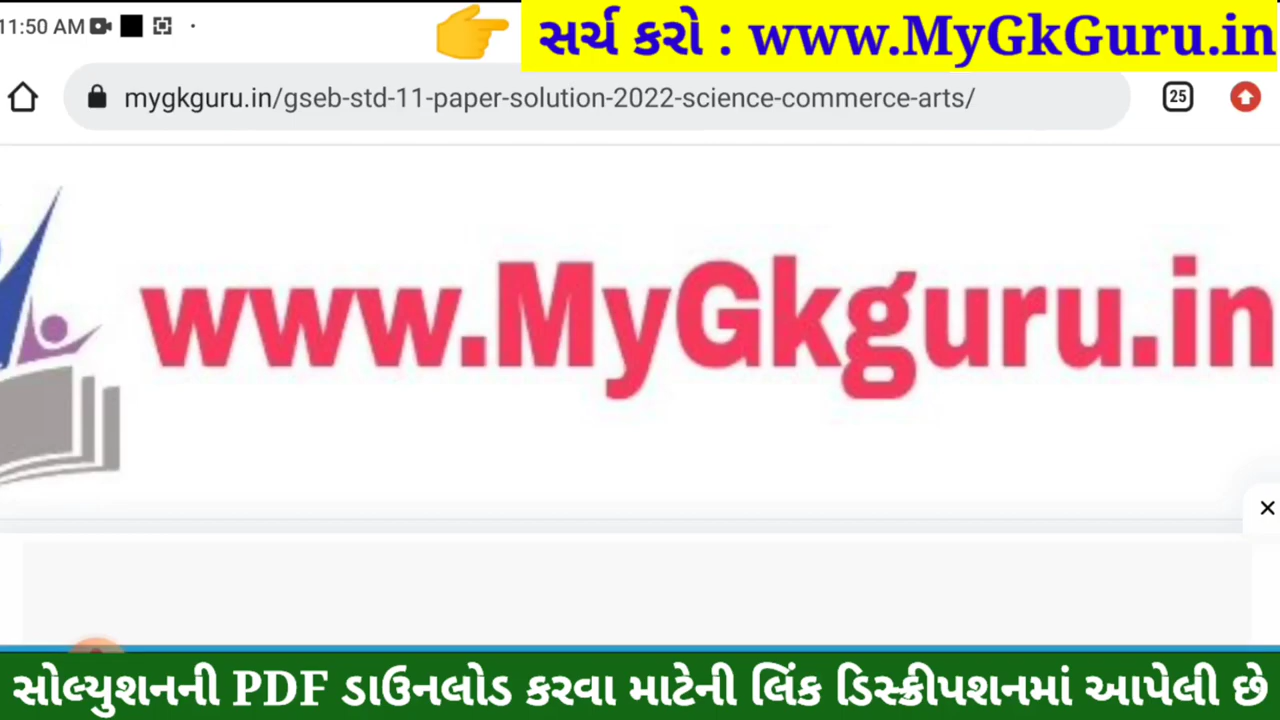 11:50 AM
સર્ચ કરો : www.MyGkGuru.in
mygkguru.in/gseb-std-11-paper-solution-2022-science-commerce-arts/
25
www.MyGkguru.in
સોલ્યુશનની PDF ડાઉનલોડ કરવા માટેની લિંક ડિસ્ક્રીપશનમાં આપેલી છે